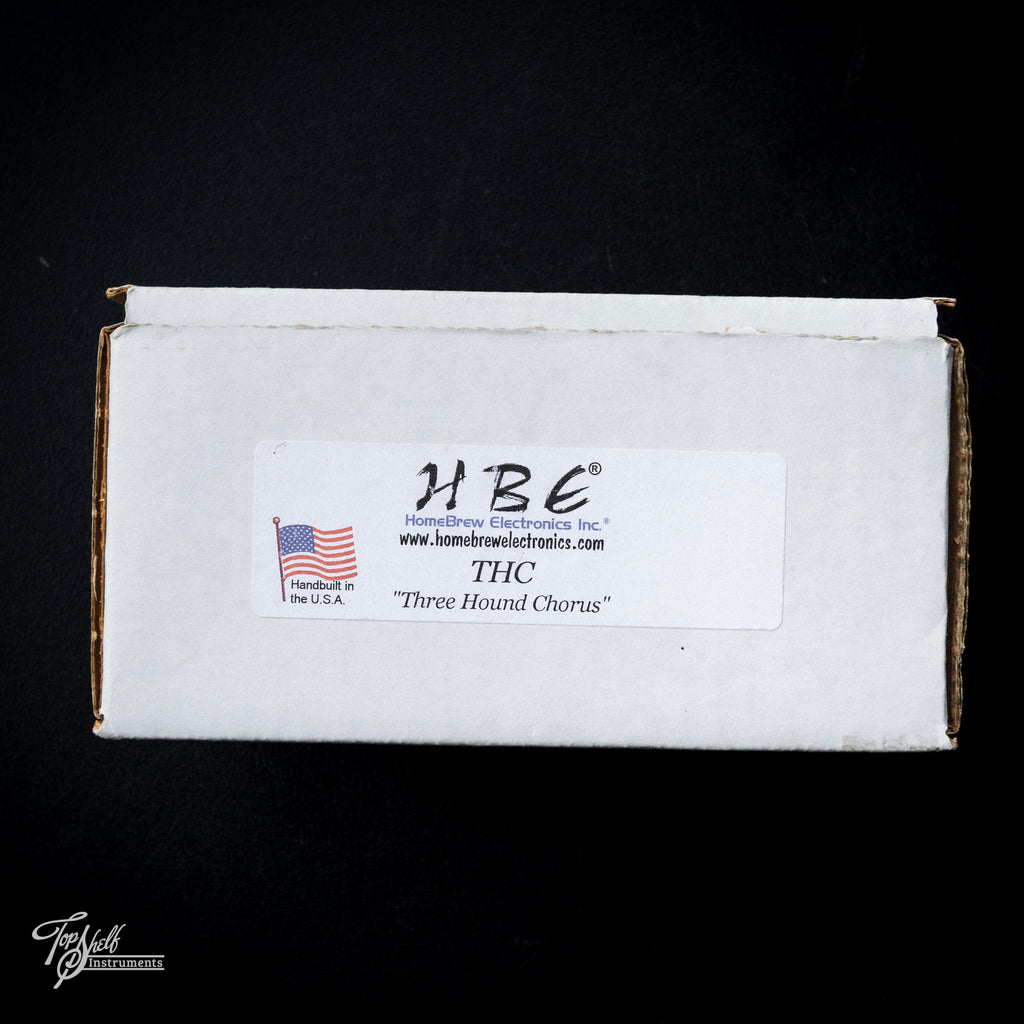 HBE®
HomeBrew Electronics Inc.®
www.homebrewelectronics.com
THC
"Three Hound Chorus"
Handbuilt in
the U.S.A.
Top Shelf
Instruments